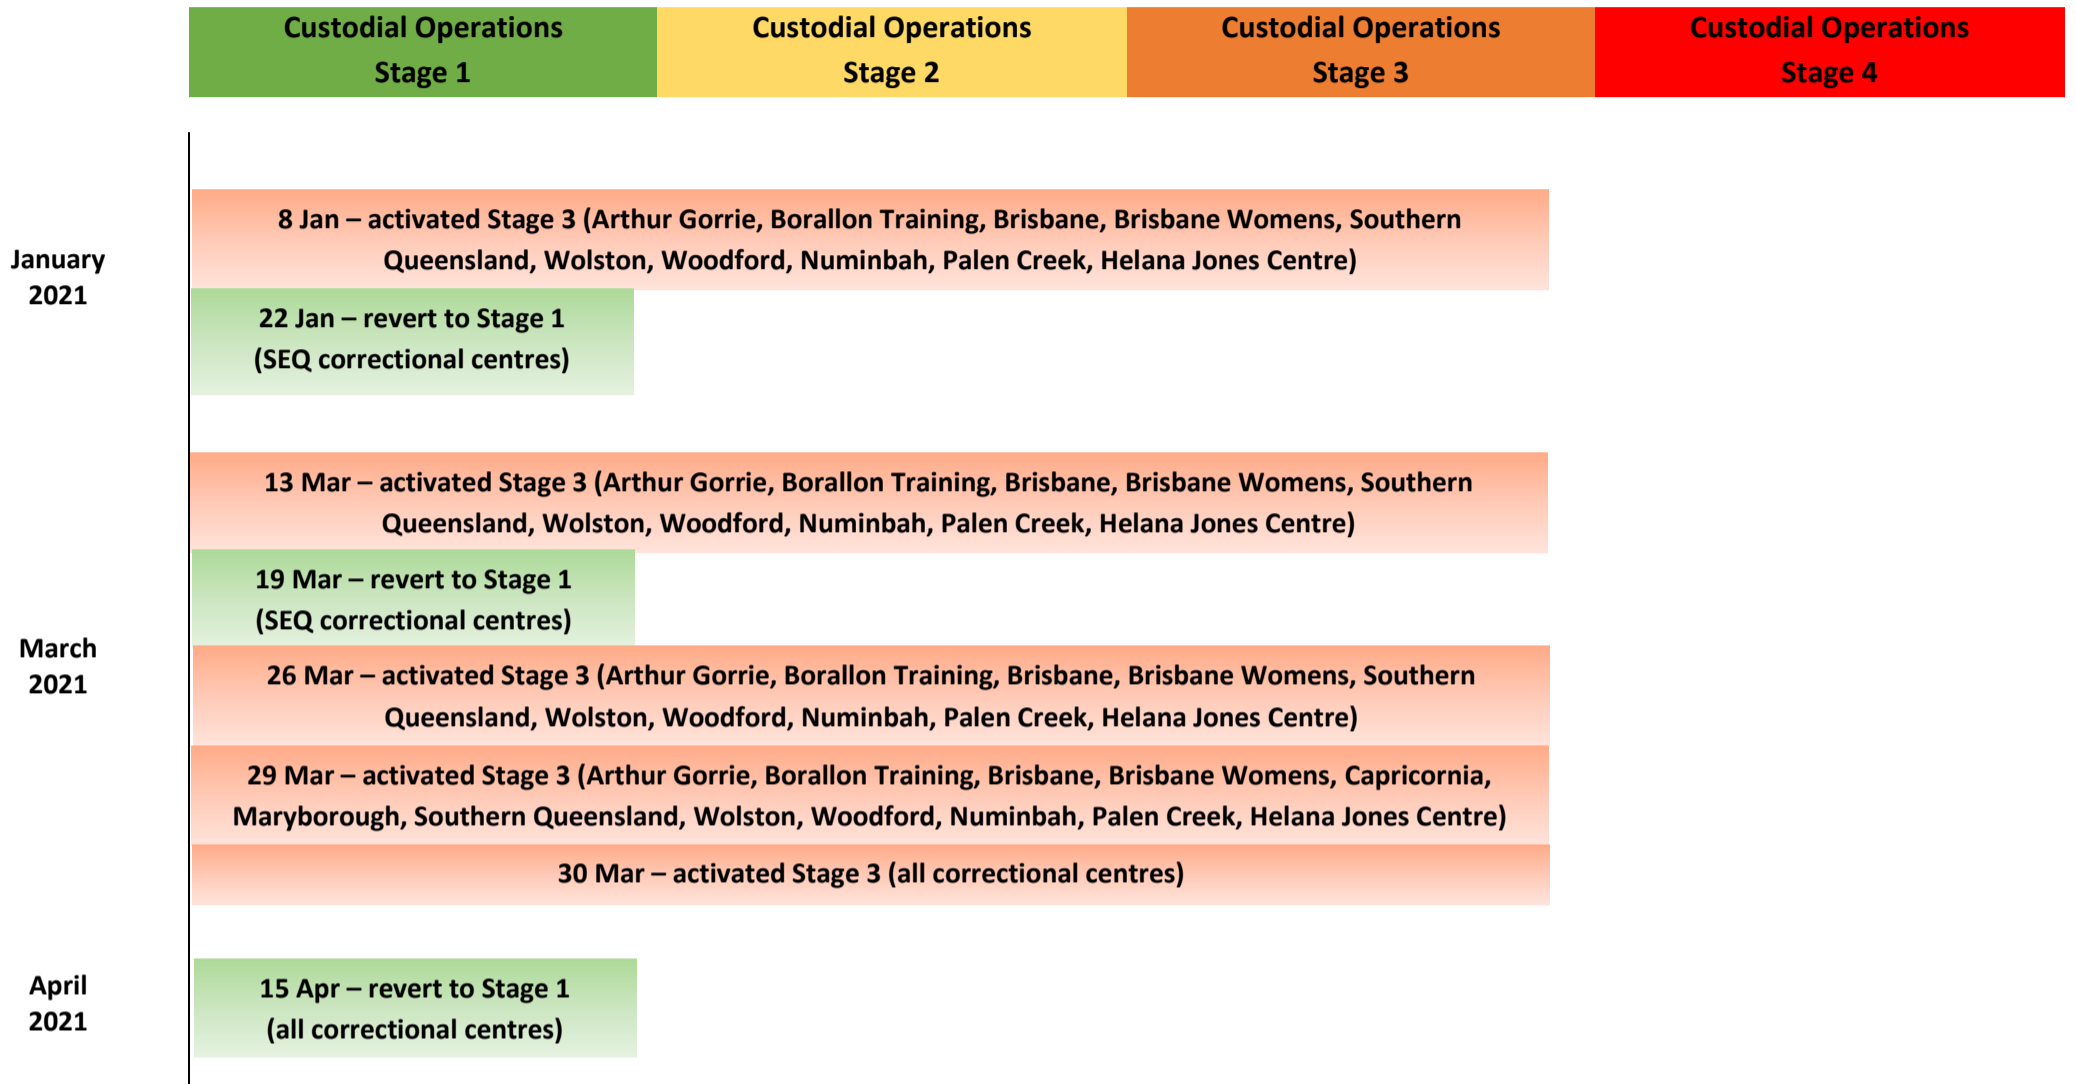 Custodial Operations
Stage 1
Custodial Operations
Stage 2
Custodial Operations
Stage 3
Custodial Operations
Stage 4
January
2021
8 Jan – activated Stage 3 (Arthur Gorrie, Borallon Training, Brisbane, Brisbane Womens, Southern
Queensland, Wolston, Woodford, Numinbah, Palen Creek, Helana Jones Centre)
22 Jan – revert to Stage 1
(SEQ correctional centres)
March
2021
13 Mar – activated Stage 3 (Arthur Gorrie, Borallon Training, Brisbane, Brisbane Womens, Southern
Queensland, Wolston, Woodford, Numinbah, Palen Creek, Helana Jones Centre)
19 Mar – revert to Stage 1
(SEQ correctional centres)
26 Mar – activated Stage 3 (Arthur Gorrie, Borallon Training, Brisbane, Brisbane Womens, Southern
Queensland, Wolston, Woodford, Numinbah, Palen Creek, Helana Jones Centre)
29 Mar – activated Stage 3 (Arthur Gorrie, Borallon Training, Brisbane, Brisbane Womens, Capricornia,
Maryborough, Southern Queensland, Wolston, Woodford, Numinbah, Palen Creek, Helana Jones Centre)
30 Mar – activated Stage 3 (all correctional centres)
April
2021
15 Apr – revert to Stage 1
(all correctional centres)